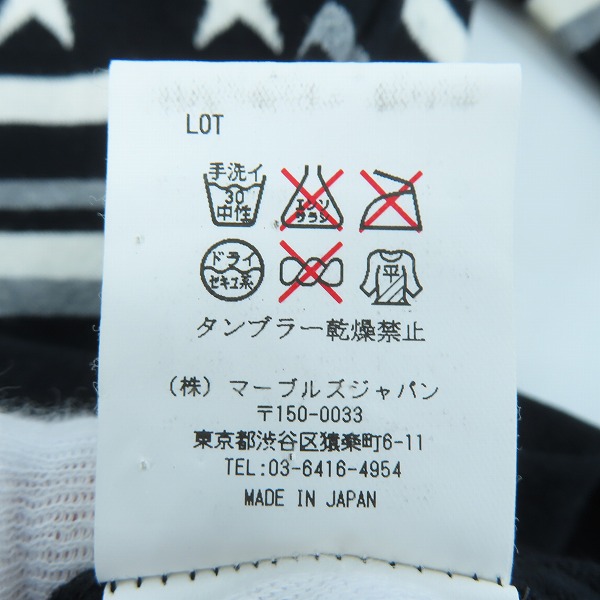 LOT
手洗イ
30
中性
エンソ
サラシ
ドライ
セキユ系
平
タンブラー乾燥禁止
(株) マーブルズジャパン
〒150-0033
東京都渋谷区猿楽町6-11
TEL:03-6416-4954
MADE IN JAPAN